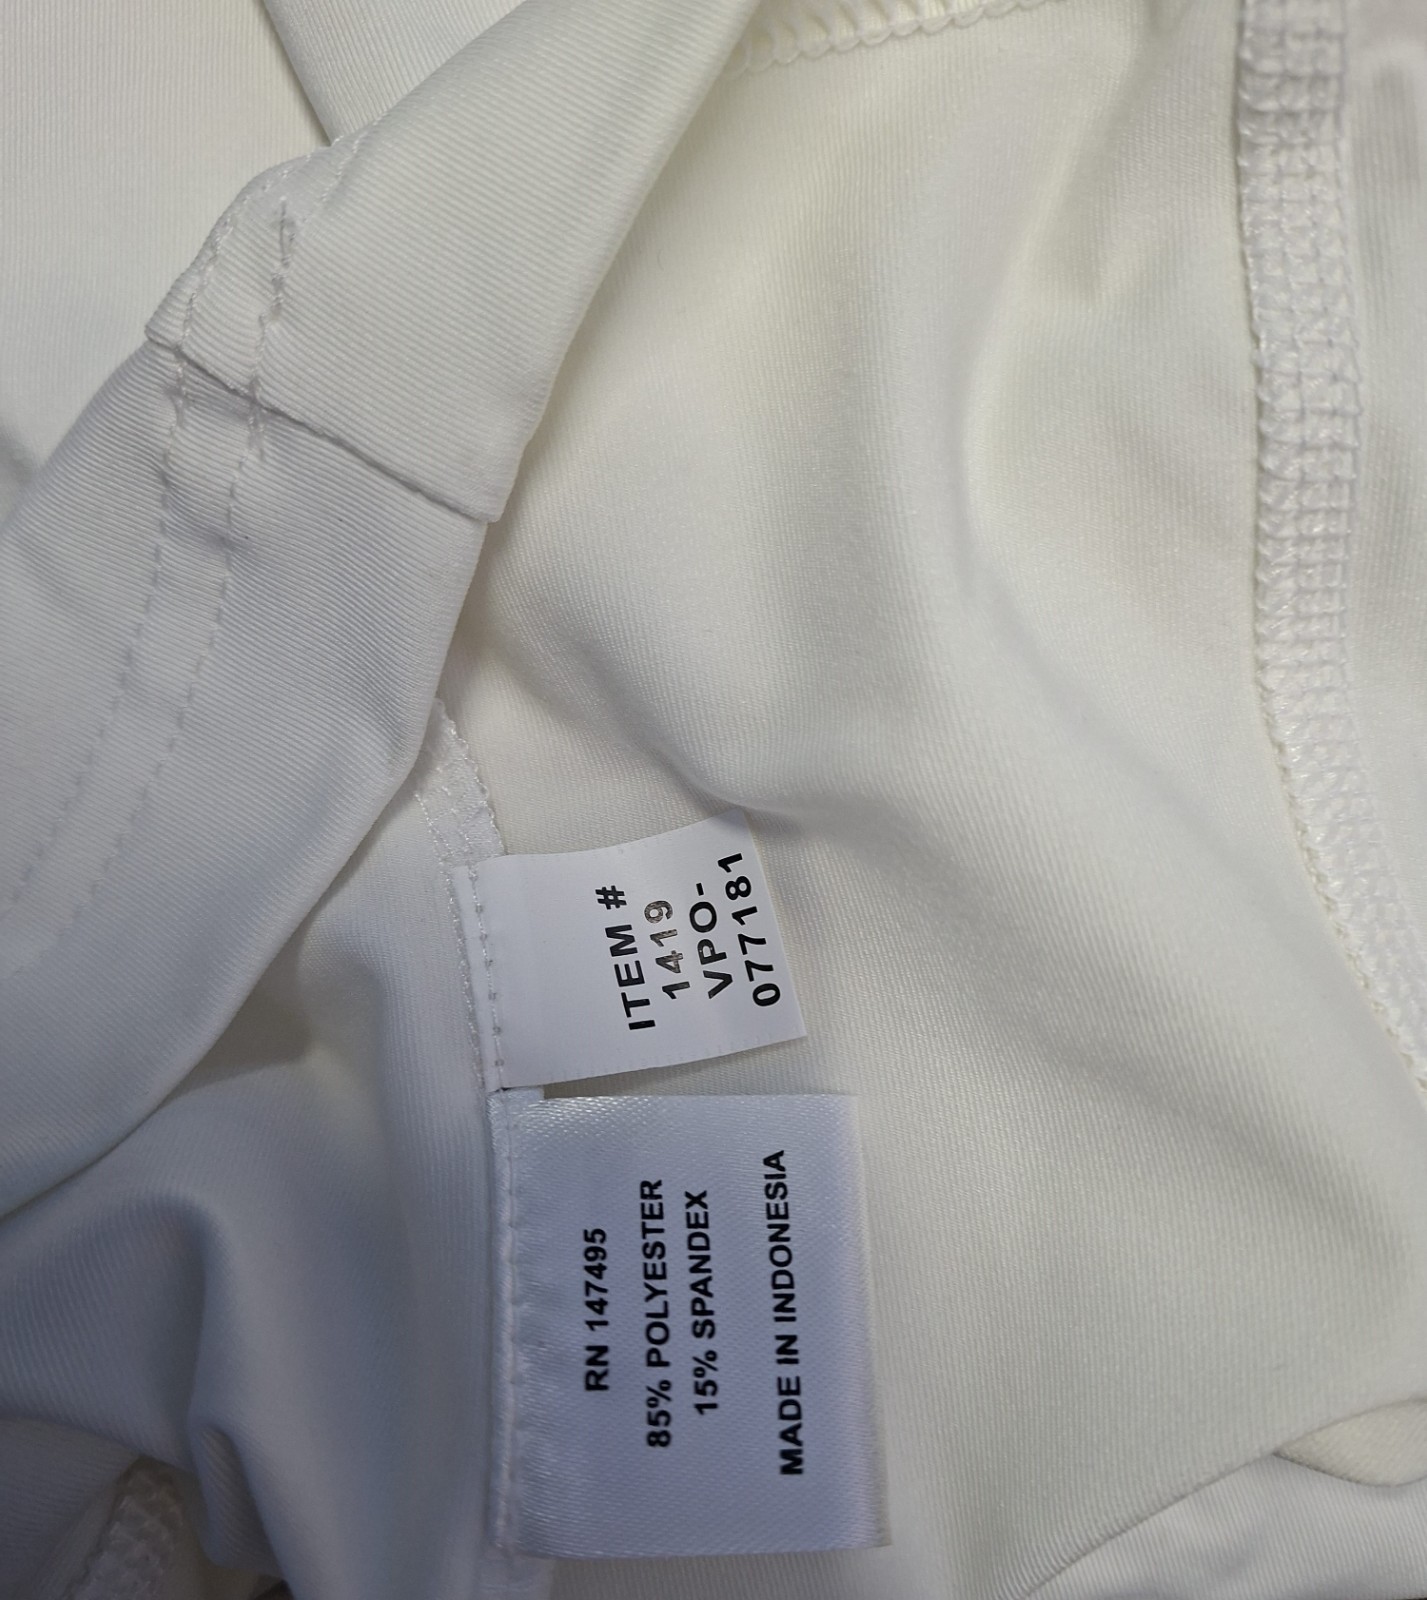 ITEM #
1419
VPO-
077181
RN 147495
85% POLYESTER
15% SPANDEX
MADE IN INDONESIA